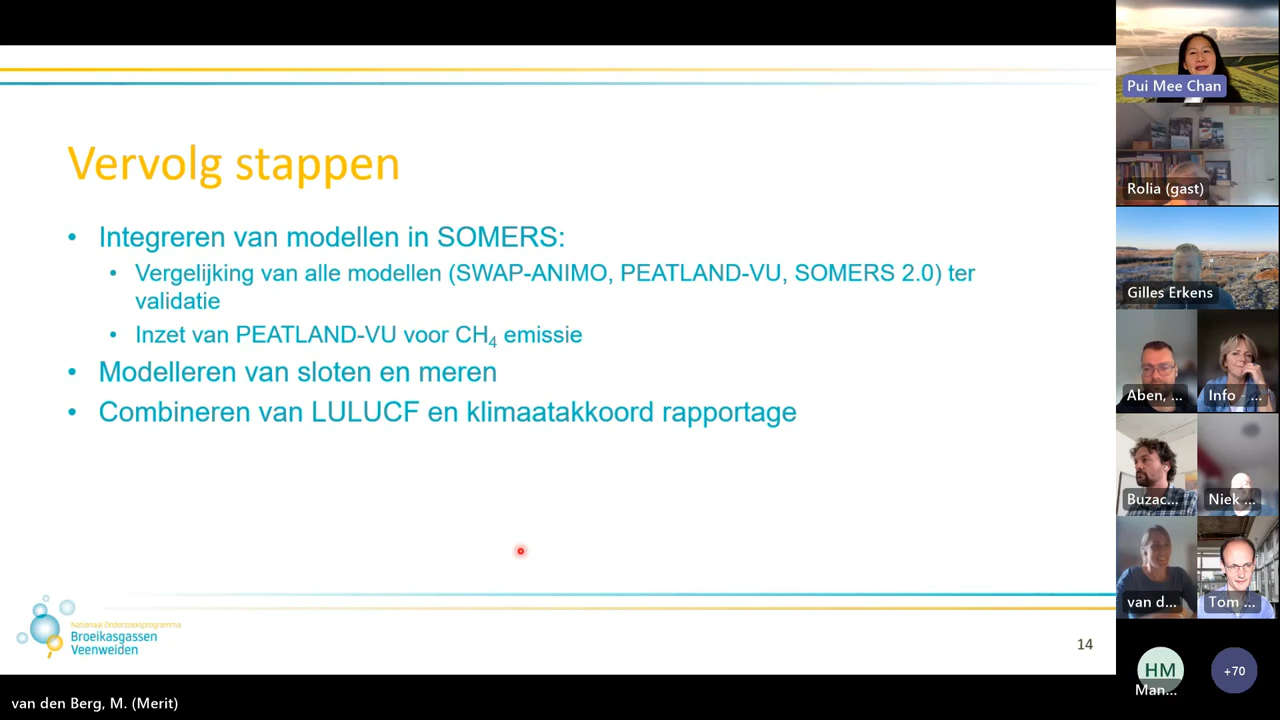 Vervolg stappen
• Integreren van modellen in SOMERS:
• Vergelijking van alle modellen (SWAP-ANIMO, PEATLAND-VU, SOMERS 2.0) ter
validatie
• Inzet van PEATLAND-VU voor CH4 emissie
• Modelleren van sloten en meren
• Combineren van LULUCF en klimaatakkoord rapportage
Nationaal Onderzoeksprogramma
Broeikasgassen
Veenweiden
14
van den Berg, M. (Merit)
Pui Mee Chan
Rolia (gast)
Gilles Erkens
Aben, ...
Info - ...
Buzac...
Niek ...
van d...
Tom ...
HM
Man...
+70